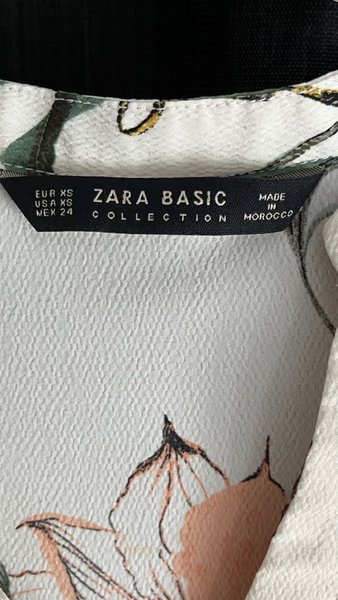 EUR XS
USA XS
MEX 24
ZARA BASIC
COLLECTION
MADE
IN
MOROCCO